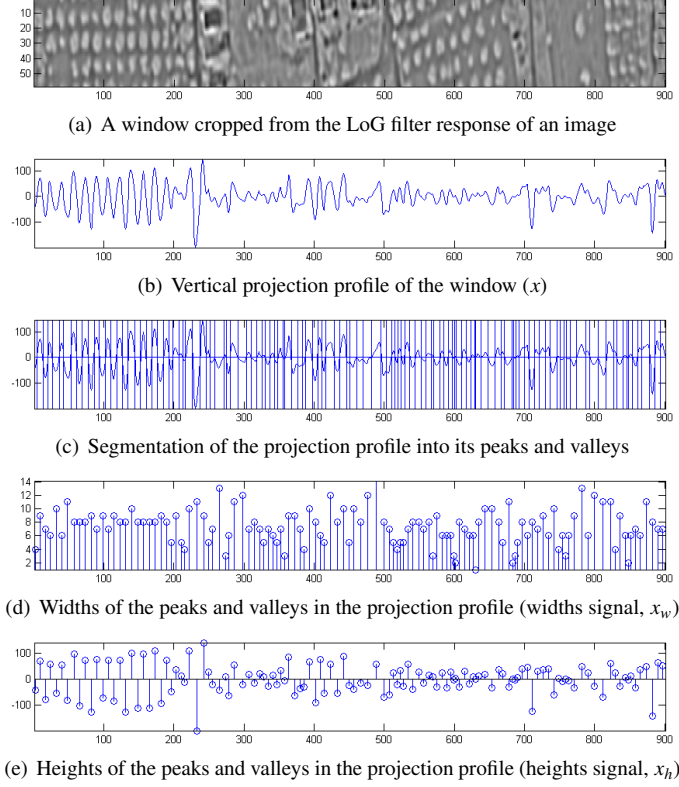 10
20
30
40
50
100 200 300 400 500 600 700 800 900
(a) A window cropped from the LoG filter response of an image
100
0
-100
100 200 300 400 500 600 700 800 900
(b) Vertical projection profile of the window (x)
100
0
-100
100 200 300 400 500 600 700 800 900
(c) Segmentation of the projection profile into its peaks and valleys
14
12
10
8
6
4
2
100 200 300 400 500 600 700 800 900
(d) Widths of the peaks and valleys in the projection profile (widths signal, x_w)
100
0
-100
100 200 300 400 500 600 700 800 900
(e) Heights of the peaks and valleys in the projection profile (heights signal, x_h)